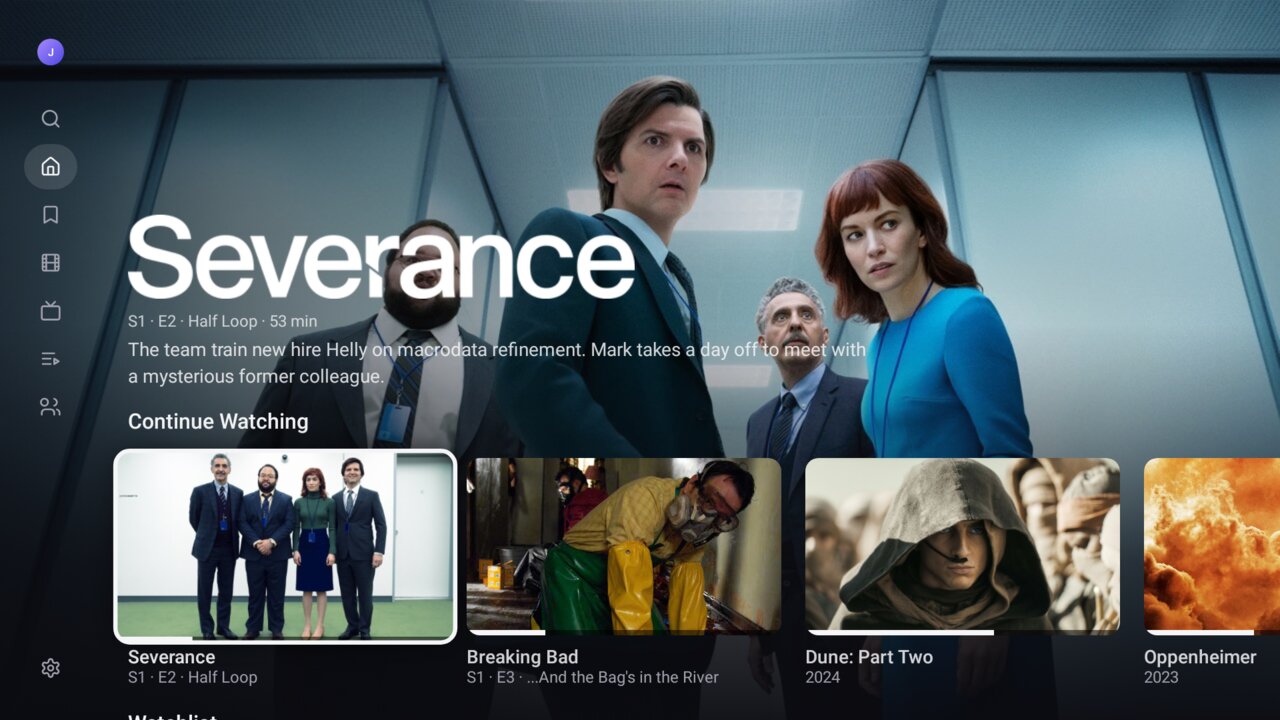 J
Severance
S1 · E2 · Half Loop · 53 min
The team train new hire Helly on macrodata refinement. Mark takes a day off to meet with
a mysterious former colleague.
Continue Watching
Severance
S1 · E2 · Half Loop
Breaking Bad
S1 · E3 · ...And the Bag's in the River
Dune: Part Two
2024
Oppenheimer
2023
Watchlist